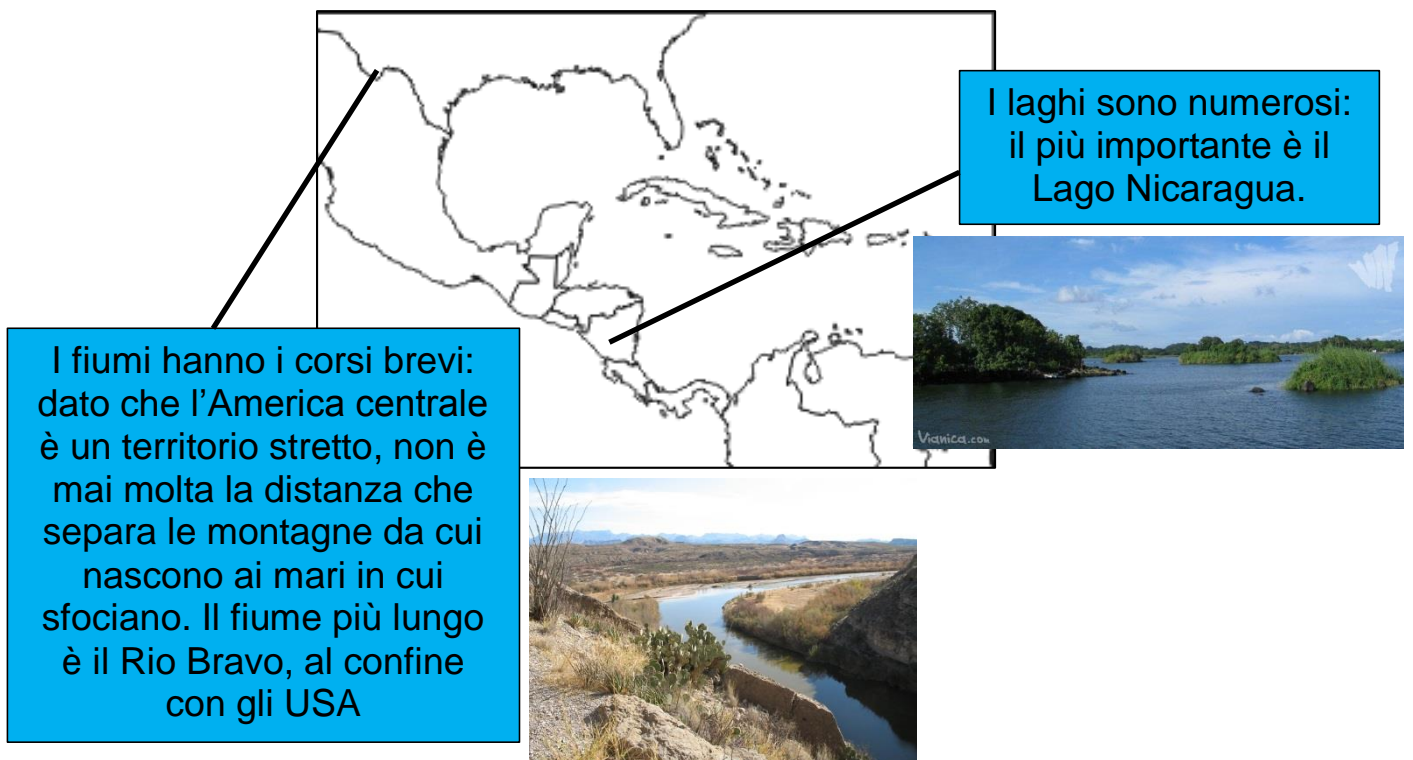 I laghi sono numerosi:
il più importante è il
Lago Nicaragua.
I fiumi hanno i corsi brevi:
dato che l'America centrale
è un territorio stretto, non è
mai molta la distanza che
separa le montagne da cui
nascono ai mari in cui
sfociano. Il fiume più lungo
è il Rio Bravo, al confine
con gli USA
Vianica.com